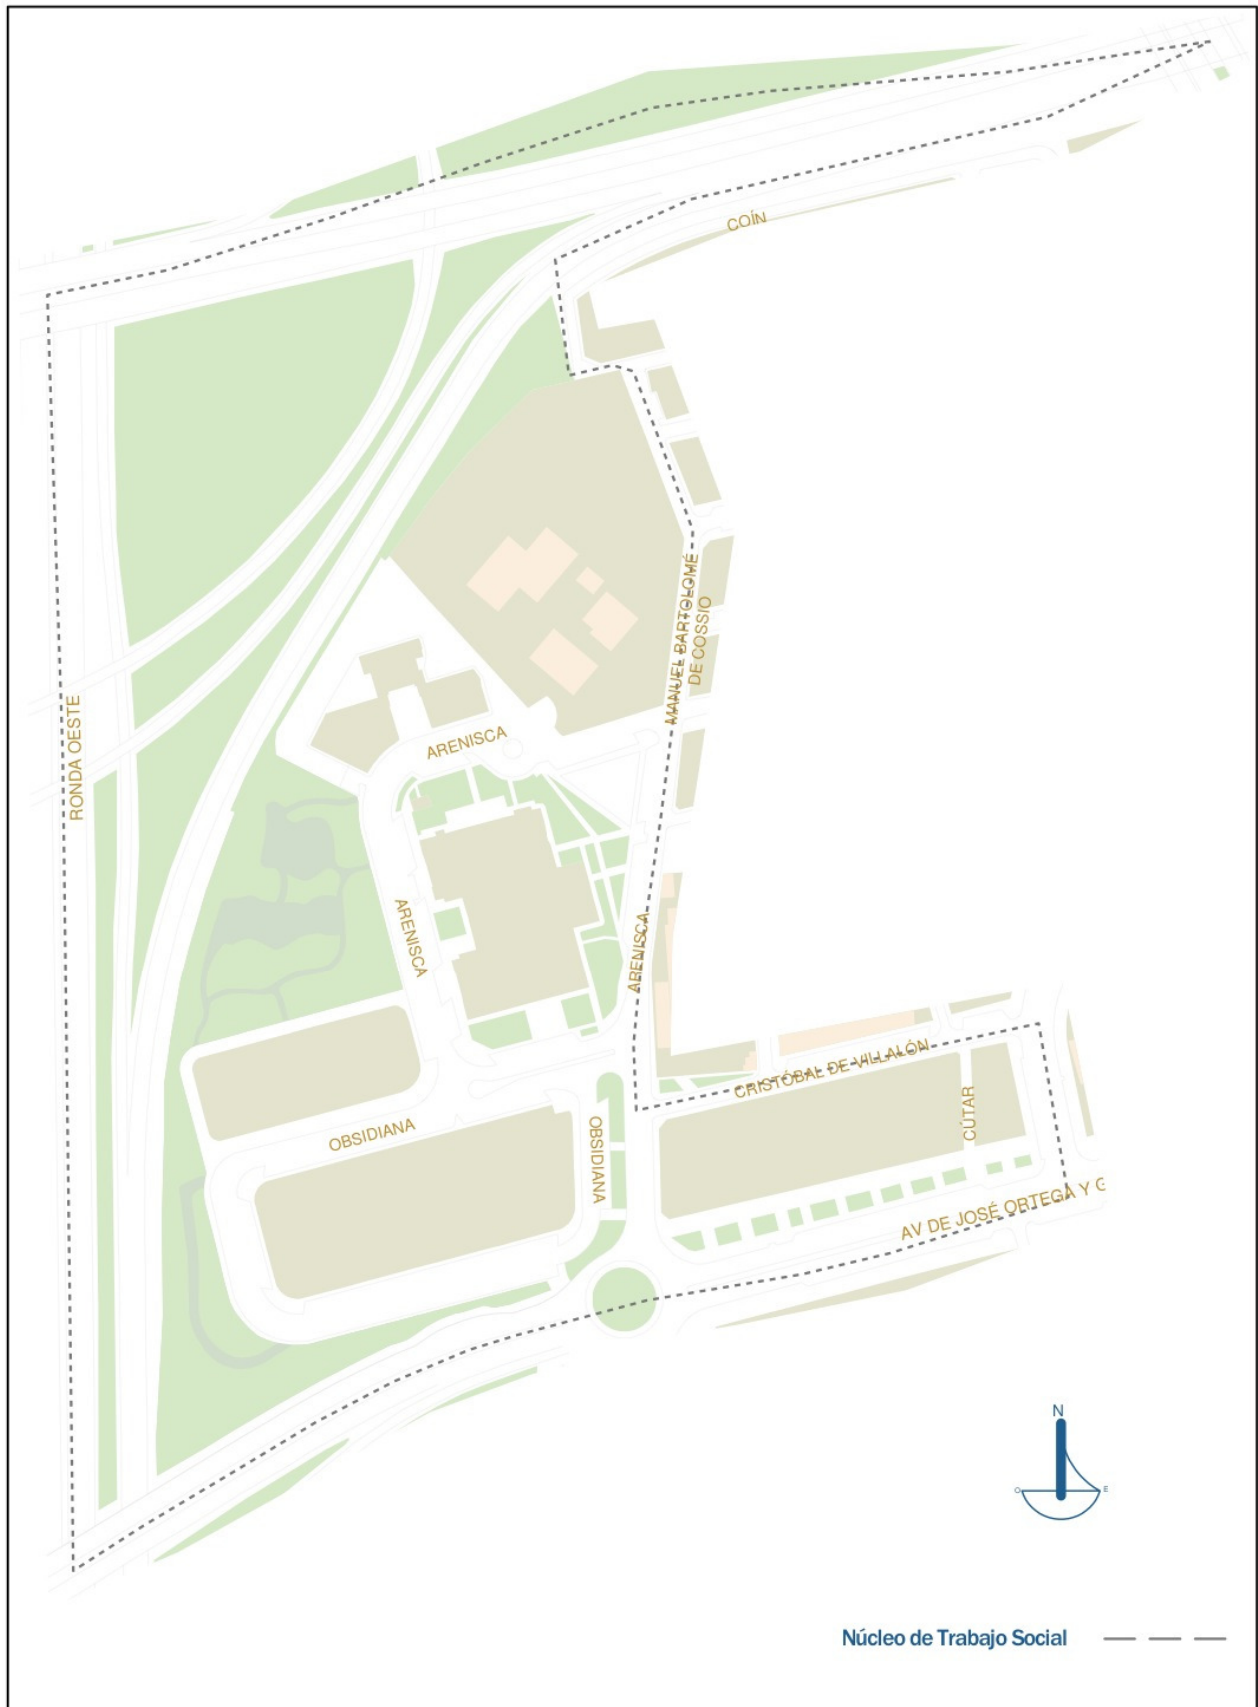 COÍN
MANUEL BARTOLOMÉ
DE COSSIO
RONDA OESTE
ARENISCA
ARENISCA
ARENISCA
CRISTÓBAL DE VILLALÓN
CÚTAR
OBSIDIANA
OBSIDIANA
AV DE JOSÉ ORTEGA Y G
N
O
E
Núcleo de Trabajo Social